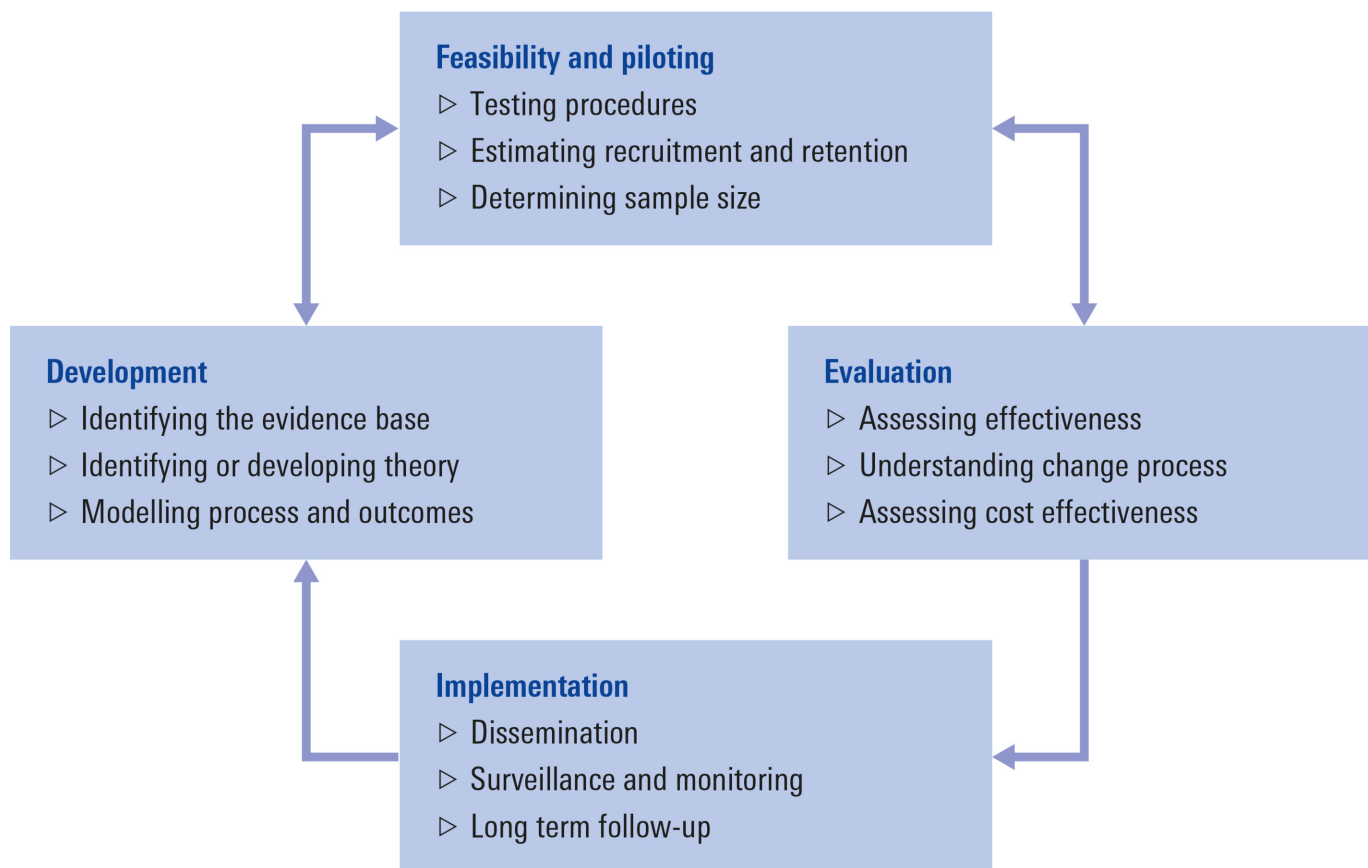 Feasibility and piloting
▷ Testing procedures
▷ Estimating recruitment and retention
▷ Determining sample size
Development
▷ Identifying the evidence base
▷ Identifying or developing theory
▷ Modelling process and outcomes
Evaluation
▷ Assessing effectiveness
▷ Understanding change process
▷ Assessing cost effectiveness
Implementation
▷ Dissemination
▷ Surveillance and monitoring
▷ Long term follow-up